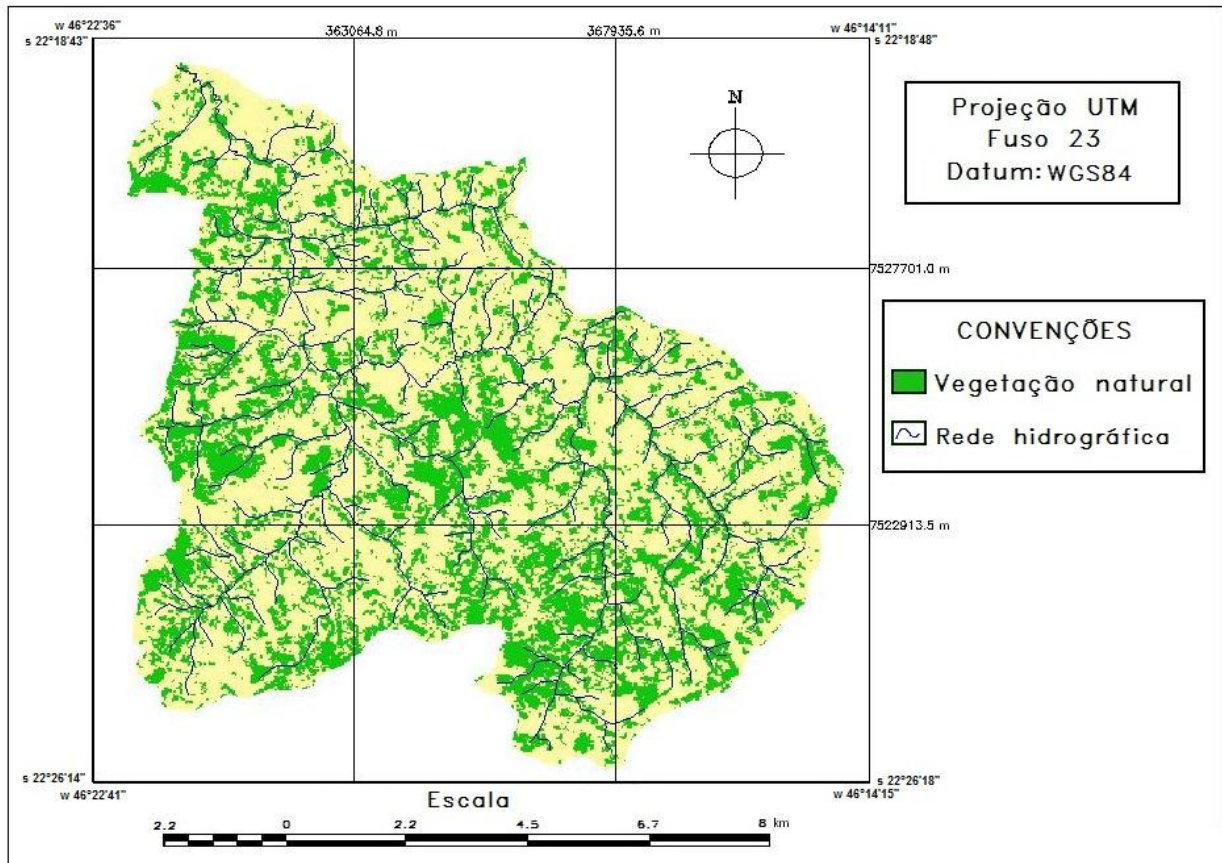 w 46°22'36"
s 22°18'43"
363064.8 m
367935.6 m
w 46°14'11"
s 22°18'48"
N
Projeção UTM
Fuso 23
Datum: WGS84
7527701.0 m
CONVENÇÕES
Vegetação natural
Rede hidrográfica
7522913.5 m
s 22°26'14"
w 46°22'41"
s 22°26'18"
w 46°14'15"
Escala
2.2 0 2.2 4.5 6.7 8 km